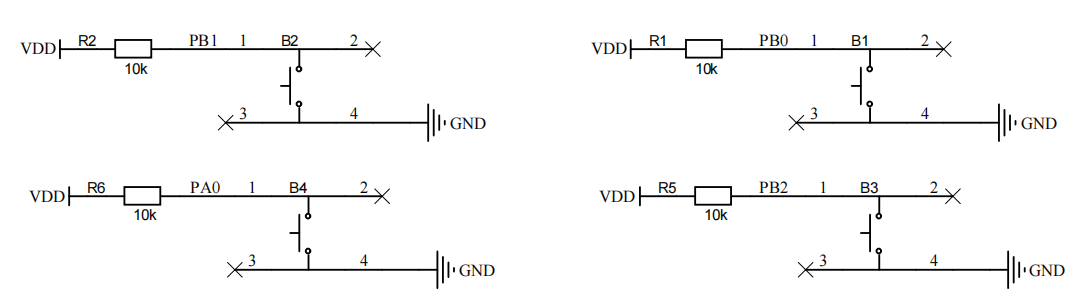 VDD R2 10k PB1 1 B2 2
3 4 GND
VDD R1 10k PB0 1 B1 2
3 4 GND
VDD R6 10k PA0 1 B4 2
3 4 GND
VDD R5 10k PB2 1 B3 2
3 4 GND